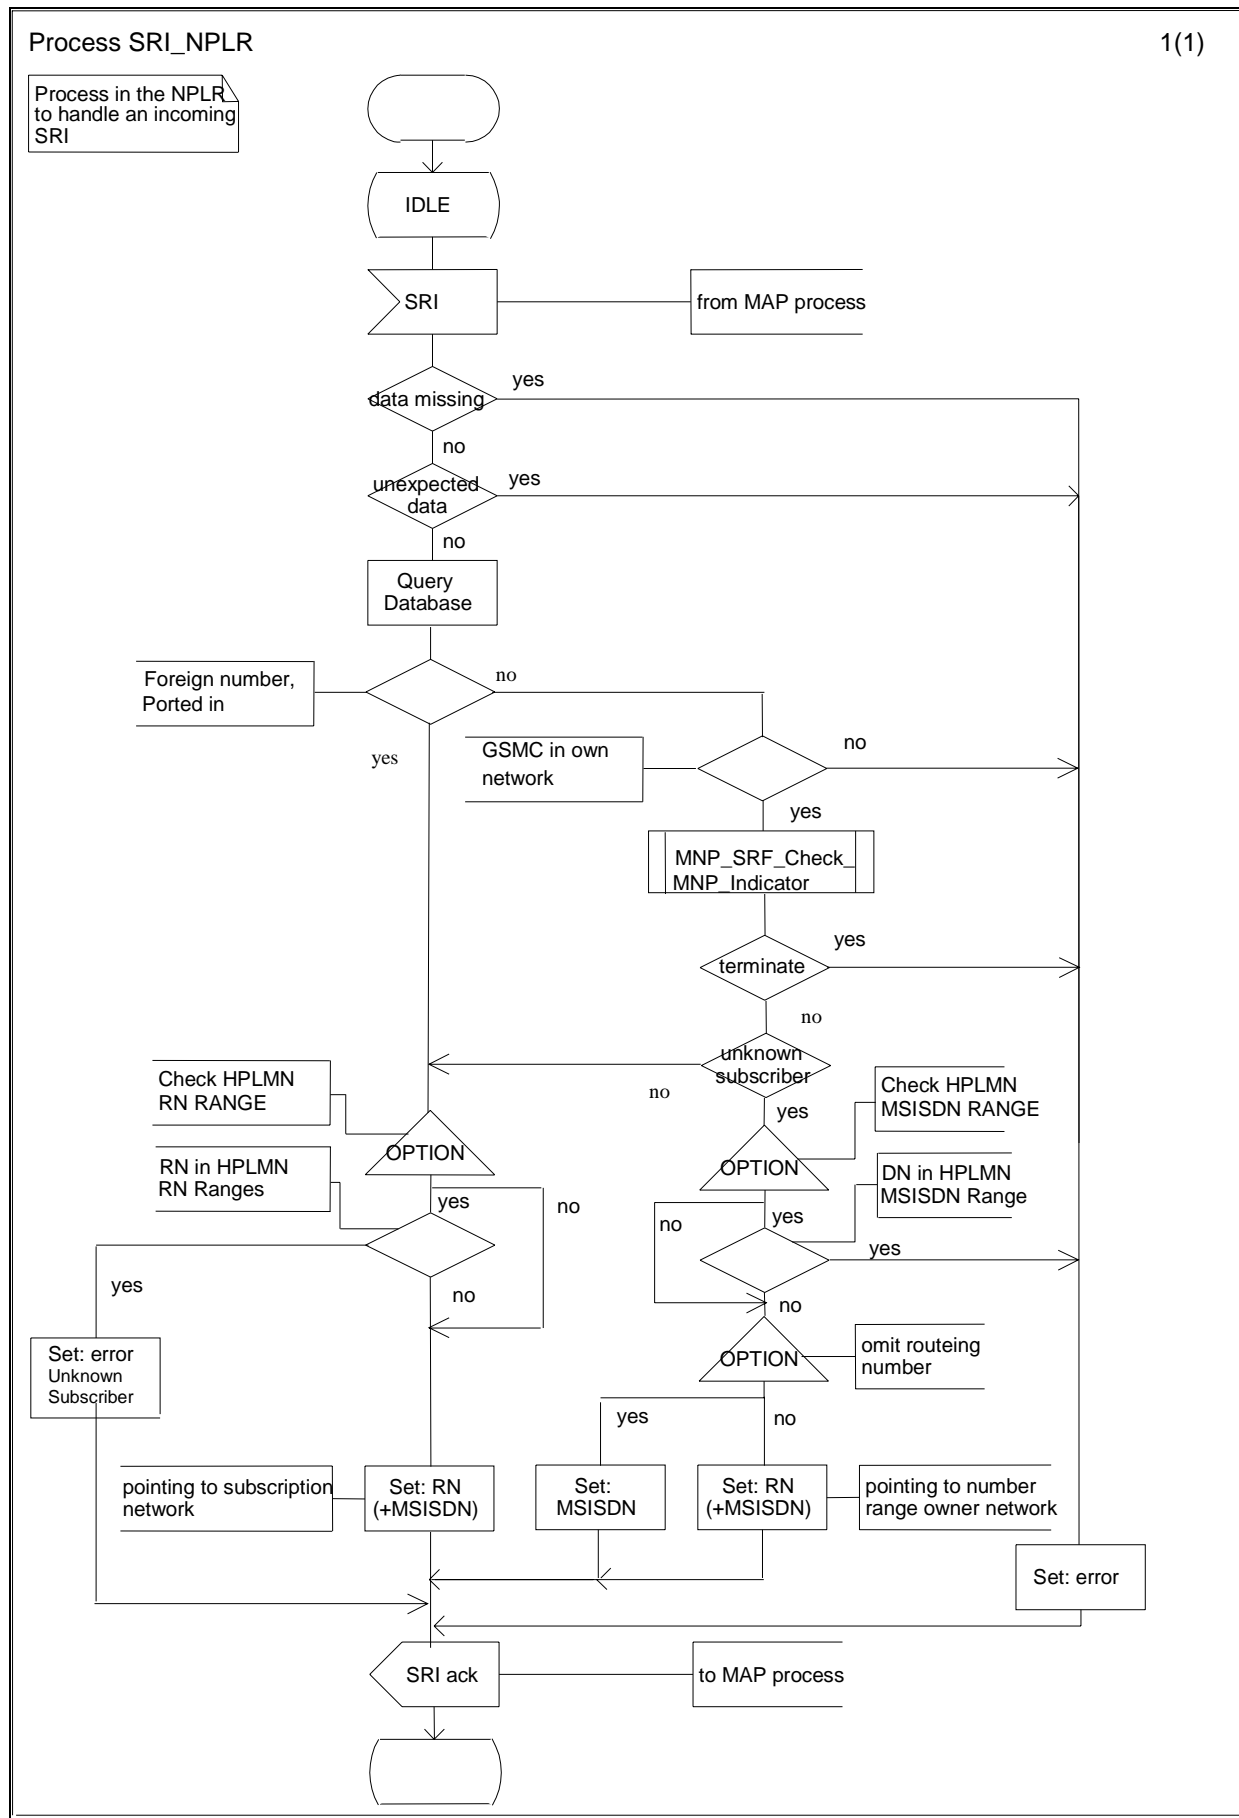 Process SRI_NPLR
1(1)
Process in the NPLR
to handle an incoming
SRI
IDLE
SRI
from MAP process
data missing
yes
no
unexpected
data
yes
no
Query
Database
Foreign number,
Ported in
no
yes
GSMC in own
network
no
yes
MNP_SRF_Check_
MNP_Indicator
terminate
yes
no
unknown
subscriber
no
yes
Check HPLMN
RN RANGE
Check HPLMN
MSISDN RANGE
OPTION
OPTION
RN in HPLMN
RN Ranges
DN in HPLMN
MSISDN Range
yes
no
no
yes
yes
yes
no
no
Set: error
Unknown
Subscriber
OPTION
omit routeing
number
yes
no
pointing to subscription
network
Set: RN
(+MSISDN)
Set:
MSISDN
Set: RN
(+MSISDN)
pointing to number
range owner network
Set: error
SRI ack
to MAP process